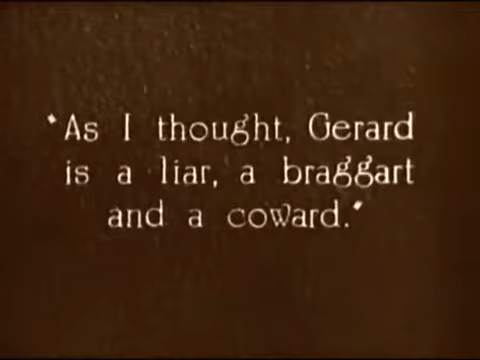 "As I thought, Gerard
is a liar, a braggart
and a coward."